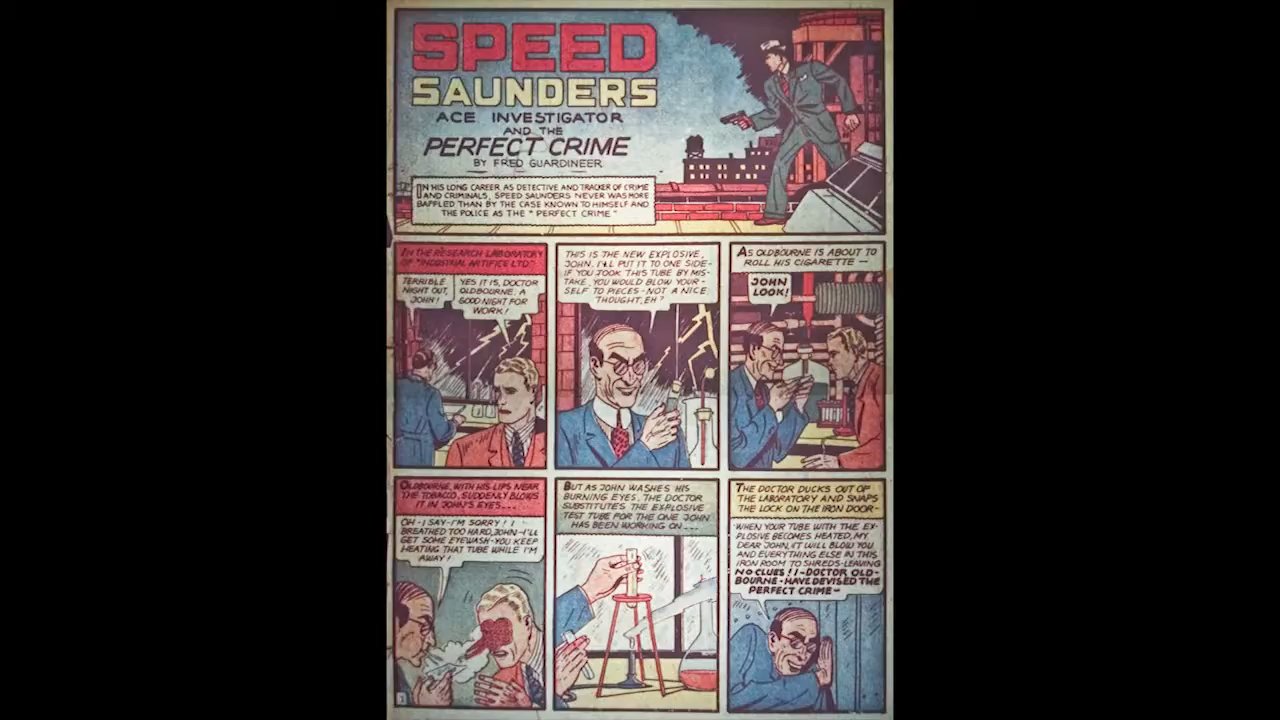 SPEED
SAUNDERS
ACE INVESTIGATOR
AND THE
PERFECT CRIME
BY FRED GUARDINEER
IN HIS LONG CAREER AS DETECTIVE AND TRACKER OF CRIME
AND CRIMINALS, SPEED SAUNDERS NEVER WAS MORE
BAFFLED THAN BY THE CASE KNOWN TO HIMSELF AND
THE POLICE AS THE "PERFECT CRIME"
IN THE RESEARCH LABORATORY
OF "INDUSTRIAL ARTIFICE LTD"
TERRIBLE
NIGHT OUT,
JOHN!
YES IT IS, DOCTOR
OLDBOURNE. A
GOOD NIGHT FOR
WORK!
THIS IS THE NEW EXPLOSIVE,
JOHN. I'LL PUT IT TO ONE SIDE-
IF YOU TOOK THIS TUBE BY MIS-
TAKE, YOU WOULD BLOW YOUR-
SELF TO PIECES - NOT A NICE
THOUGHT, EH?
AS OLDBOURNE IS ABOUT TO
ROLL HIS CIGARETTE —
JOHN
LOOK!
OLDBOURNE, WITH HIS LIPS NEAR
THE TOBACCO, SUDDENLY BLOWS
IT IN JOHN'S EYES...
OH - I SAY - I'M SORRY! I
BREATHED TOO HARD, JOHN - I'LL
GET SOME EYEWASH - YOU KEEP
HEATING THAT TUBE WHILE I'M
AWAY!
BUT AS JOHN WASHES HIS
BURNING EYES, THE DOCTOR
SUBSTITUTES THE EXPLOSIVE
TEST TUBE FOR THE ONE JOHN
HAS BEEN WORKING ON...
THE DOCTOR DUCKS OUT OF
THE LABORATORY AND SNAPS
THE LOCK ON THE IRON DOOR-
WHEN YOUR TUBE WITH THE EX-
PLOSIVE BECOMES HEATED, MY
DEAR JOHN, IT WILL BLOW YOU
AND EVERYTHING ELSE IN THIS
IRON ROOM TO SHREDS - LEAVING
NO CLUES! I - DOCTOR OLD-
BOURNE - HAVE DEVISED THE
PERFECT CRIME -
1